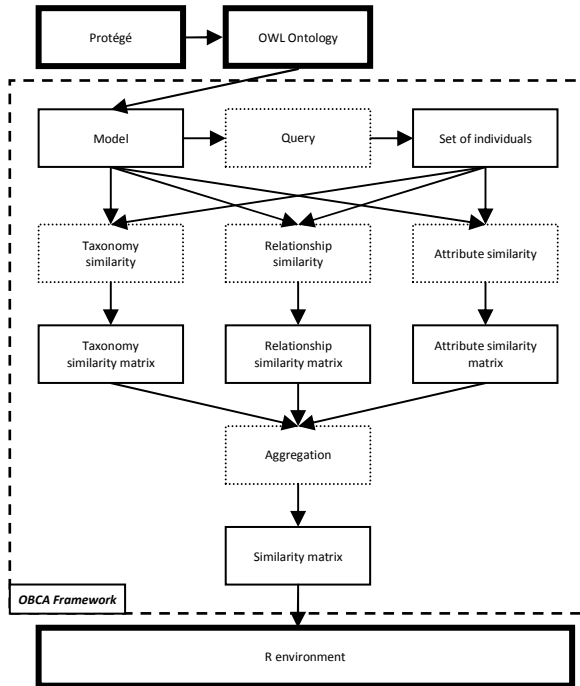 Protégé
OWL Ontology
Model
Query
Set of individuals
Taxonomy
similarity
Relationship
similarity
Attribute similarity
Taxonomy
similarity matrix
Relationship
similarity matrix
Attribute similarity
matrix
Aggregation
Similarity matrix
OBCA Framework
R environment